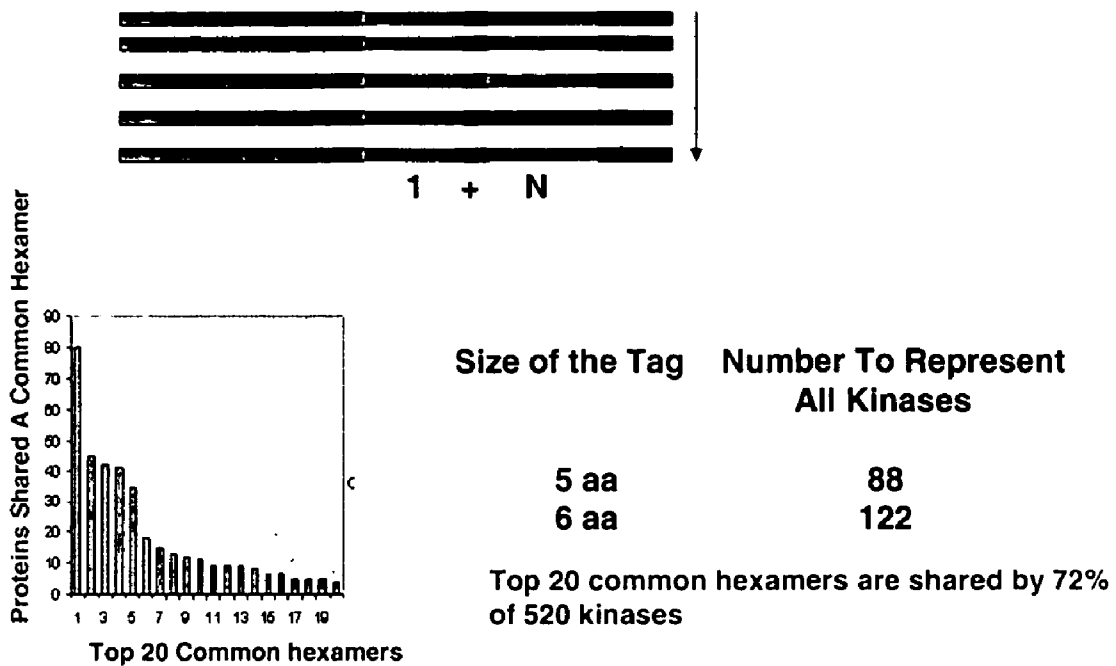 1 + N
Proteins Shared A Common Hexamer
90
80
70
60
50
40
30
20
10
0
1 3 5 7 9 11 13 15 17 19
Top 20 Common hexamers
Size of the Tag Number To Represent
All Kinases
5 aa 88
6 aa 122
Top 20 common hexamers are shared by 72%
of 520 kinases